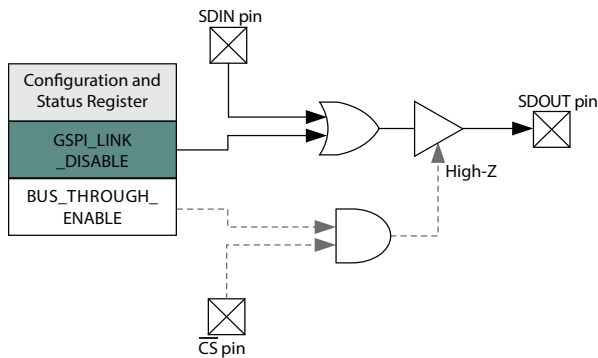 SDIN pin
Configuration and
Status Register
GSPI_LINK
_DISABLE
BUS_THROUGH_
ENABLE
SDOUT pin
High-Z
CS pin